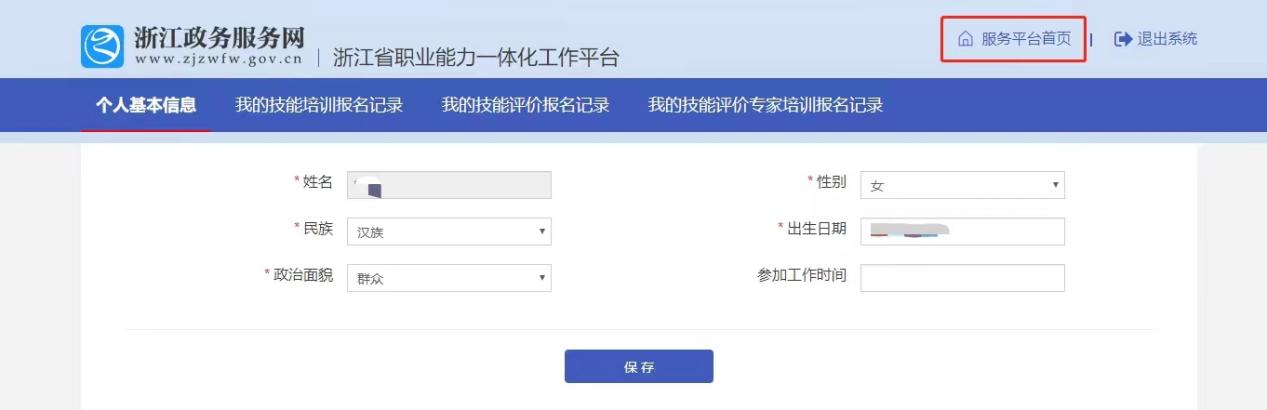 浙江政务服务网
www.zjzwfw.gov.cn
浙江省职业能力一体化工作平台
服务平台首页
退出系统
个人基本信息 我的技能培训报名记录 我的技能评价报名记录 我的技能评价专家培训报名记录
* 姓名
* 性别 女
* 民族 汉族
* 出生日期
* 政治面貌 群众
参加工作时间
保存